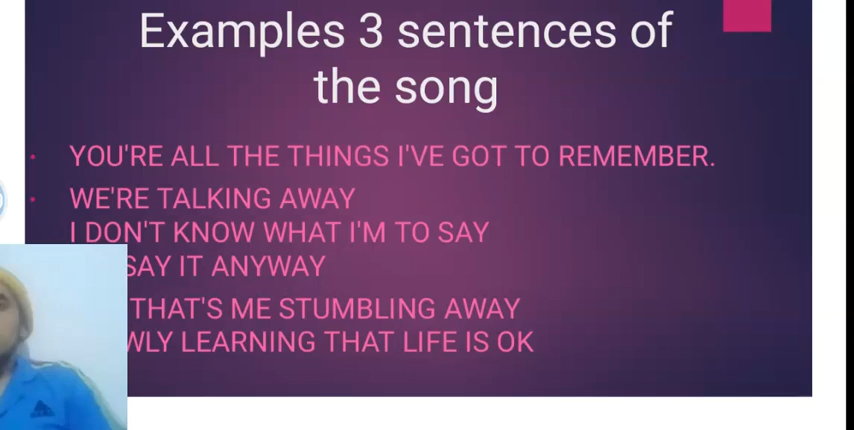 Examples 3 sentences of
the song
• YOU'RE ALL THE THINGS I'VE GOT TO REMEMBER.
• WE'RE TALKING AWAY
I DON'T KNOW WHAT I'M TO SAY
SAY IT ANYWAY
THAT'S ME STUMBLING AWAY
WLY LEARNING THAT LIFE IS OK